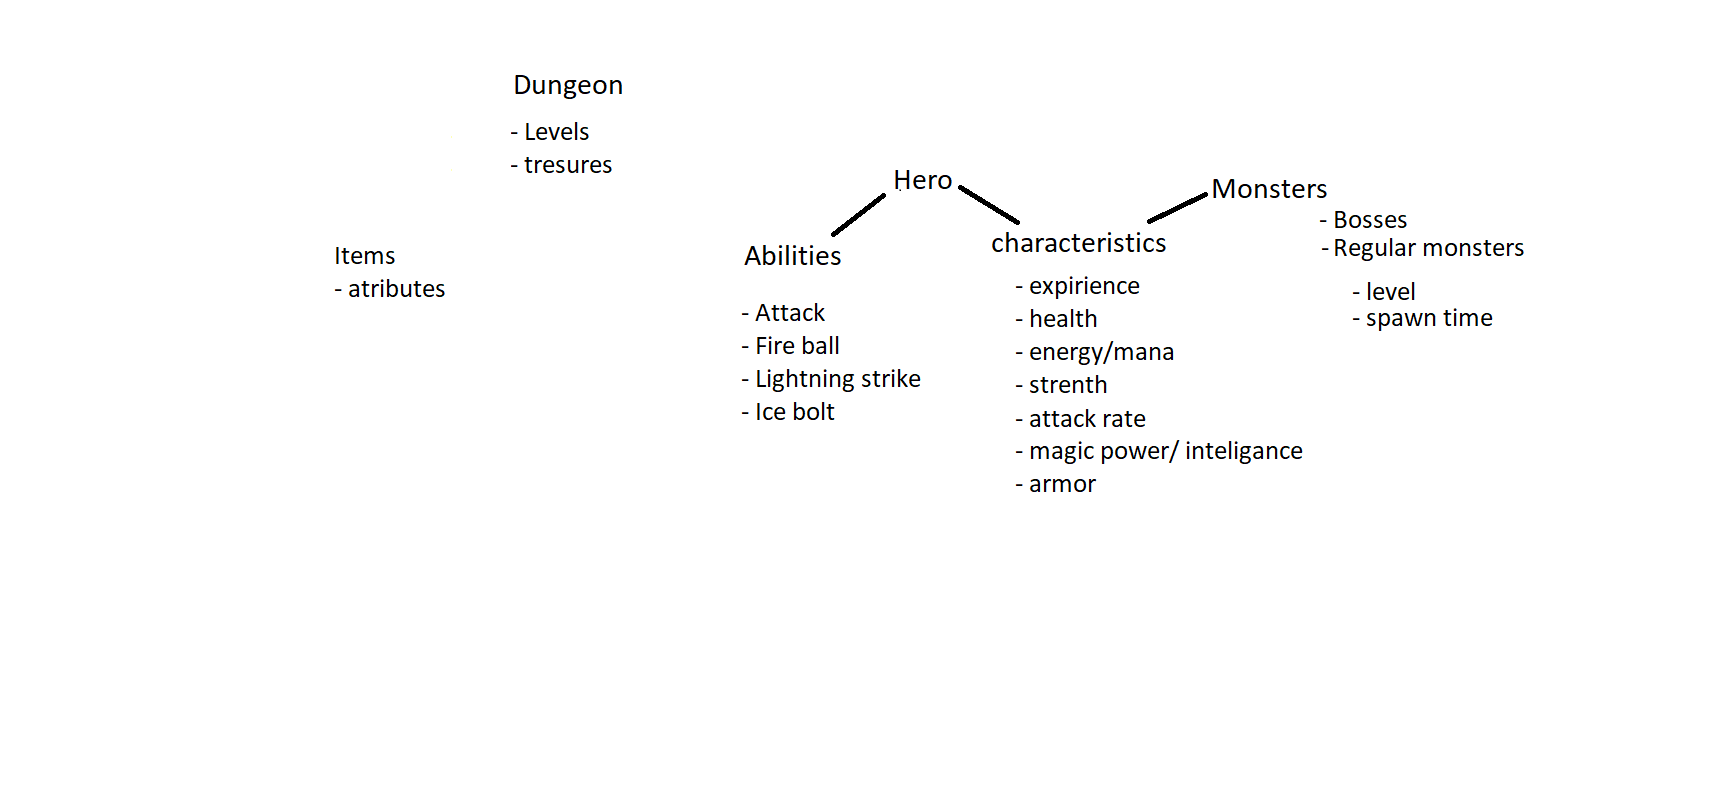 Dungeon
- Levels
- tresures
Items
- atributes
Hero
Abilities
- Attack
- Fire ball
- Lightning strike
- Ice bolt
characteristics
- expirience
- health
- energy/mana
- strenth
- attack rate
- magic power/ inteligance
- armor
Monsters
- Bosses
- Regular monsters
- level
- spawn time